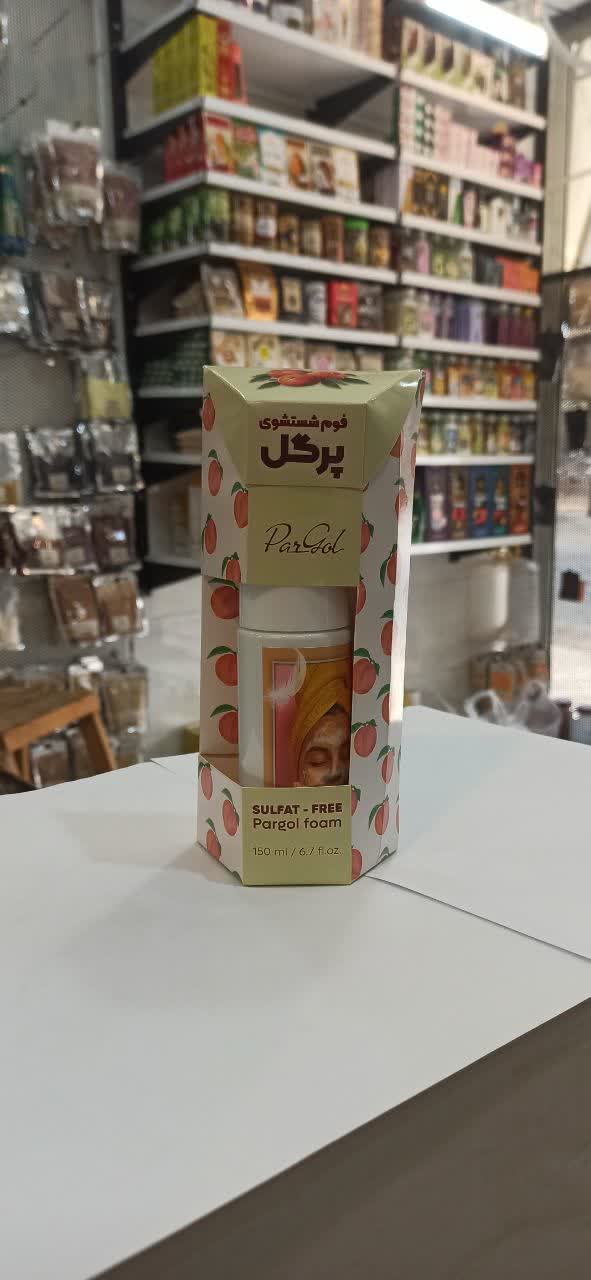 فوم شستشوی
پرگل
ParGol
SULFAT - FREE
Pargol foam
150 ml / 6.7 fl.oz.